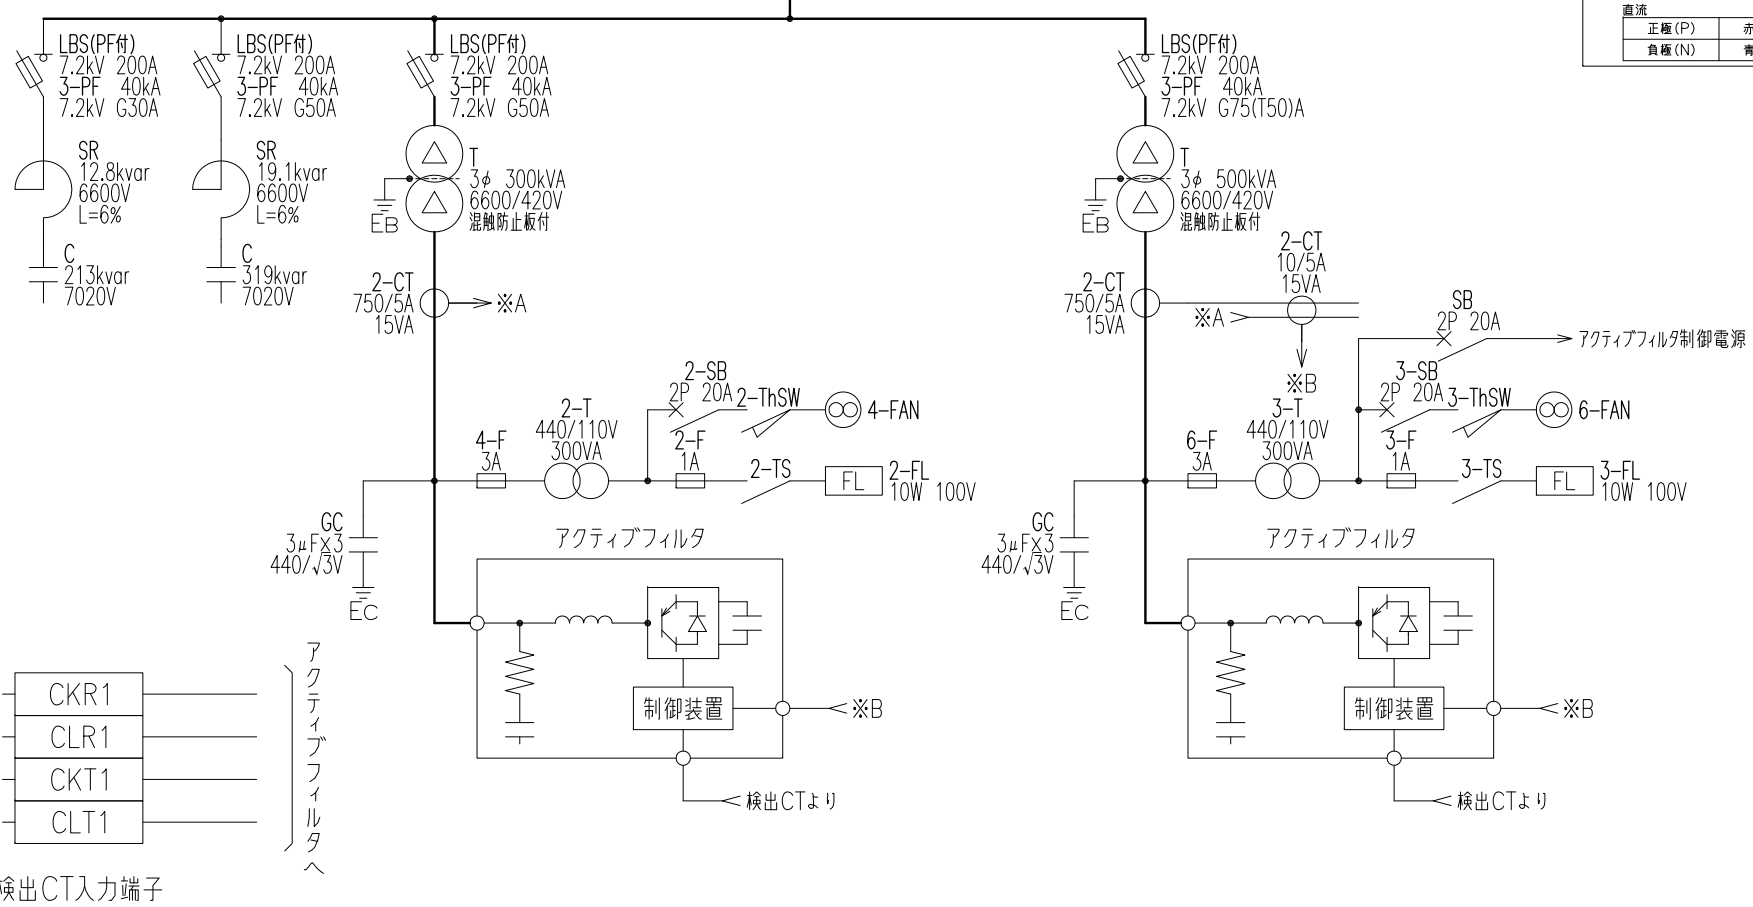 直流
正極(P) 赤
負極(N) 青
LBS(PF付)
7.2kV 200A
3-PF 40kA
7.2kV G30A
LBS(PF付)
7.2kV 200A
3-PF 40kA
7.2kV G50A
LBS(PF付)
7.2kV 200A
3-PF 40kA
7.2kV G50A
LBS(PF付)
7.2kV 200A
3-PF 40kA
7.2kV G75(T50)A
SR
12.8kvar
6600V
L=6%
SR
19.1kvar
6600V
L=6%
T
3φ 300kVA
6600/420V
混触防止板付
EB
T
3φ 500kVA
6600/420V
混触防止板付
EB
C
213kvar
7020V
C
319kvar
7020V
2-CT
750/5A
15VA
※A
2-CT
750/5A
15VA
2-CT
10/5A
15VA
※A
※B
SB
2P 20A
アクティブフィルタ制御電源
2-SB
2P 20A
2-ThSW
4-FAN
3-SB
2P 20A
3-ThSW
6-FAN
4-F
3A
2-T
440/110V
300VA
2-F
1A
2-TS
FL
2-FL
10W 100V
6-F
3A
3-T
440/110V
300VA
3-F
1A
3-TS
FL
3-FL
10W 100V
GC
3μF×3
440/√3V
EC
アクティブフィルタ
制御装置
※B
検出CTより
GC
3μF×3
440/√3V
EC
アクティブフィルタ
制御装置
※B
検出CTより
CKR1
CLR1
CKT1
CLT1
アクティブフィルタへ
検出CT入力端子